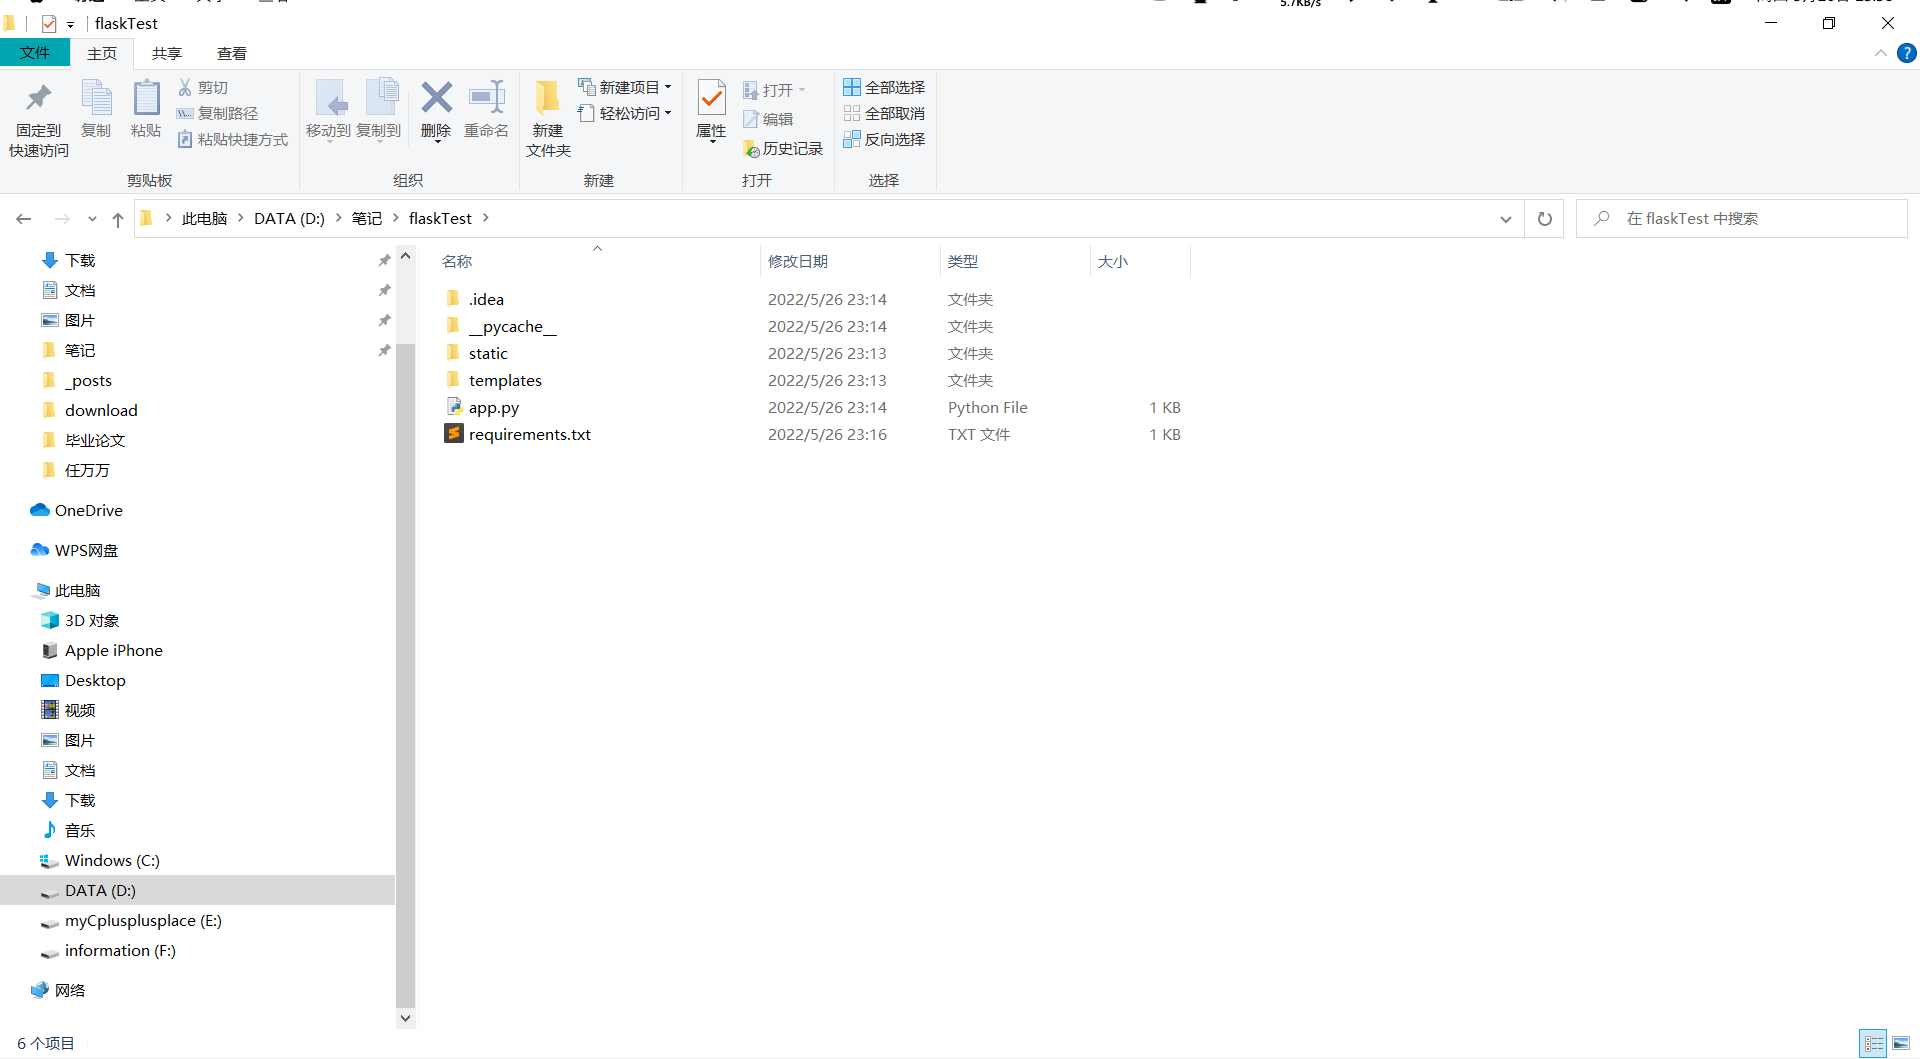 5.7KB/s
flaskTest
文件 主页 共享 查看
固定到
快速访问
复制
粘贴
剪切
复制路径
粘贴快捷方式
剪贴板
移动到
复制到
删除
重命名
组织
新建
文件夹
新建项目
轻松访问
新建
属性
打开
编辑
历史记录
打开
全部选择
全部取消
反向选择
选择
此电脑 DATA (D:) 笔记 flaskTest
在 flaskTest 中搜索
下载
文档
图片
笔记
_posts
download
毕业论文
任万万
OneDrive
WPS网盘
此电脑
3D 对象
Apple iPhone
Desktop
视频
图片
文档
下载
音乐
Windows (C:)
DATA (D:)
myCplusplusplace (E:)
information (F:)
网络
名称 修改日期 类型 大小
.idea 2022/5/26 23:14 文件夹
__pycache__ 2022/5/26 23:14 文件夹
static 2022/5/26 23:13 文件夹
templates 2022/5/26 23:13 文件夹
app.py 2022/5/26 23:14 Python File 1 KB
requirements.txt 2022/5/26 23:16 TXT 文件 1 KB
6 个项目